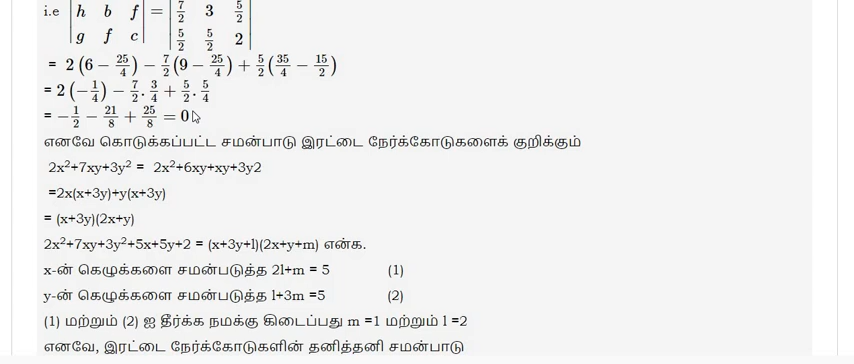 i.e | h b f | = | 7/2 3 5/2 |
| g f c | | 5/2 5/2 2 |
= 2(6 − 25/4) − 7/2(9 − 25/4) + 5/2(35/4 − 15/2)
= 2(−1/4) − 7/2 . 3/4 + 5/2 . 5/4
= −1/2 − 21/8 + 25/8 = 0
எனவே கொடுக்கப்பட்ட சமன்பாடு இரட்டை நேர்க்கோடுகளைக் குறிக்கும்
2x²+7xy+3y² = 2x²+6xy+xy+3y2
=2x(x+3y)+y(x+3y)
= (x+3y)(2x+y)
2x²+7xy+3y²+5x+5y+2 = (x+3y+l)(2x+y+m) என்க.
x-ன் கெழுக்களை சமன்படுத்த 2l+m = 5 (1)
y-ன் கெழுக்களை சமன்படுத்த l+3m =5 (2)
(1) மற்றும் (2) ஐ தீர்க்க நமக்கு கிடைப்பது m =1 மற்றும் l =2
எனவே, இரட்டை நேர்க்கோடுகளின் தனித்தனி சமன்பாடு